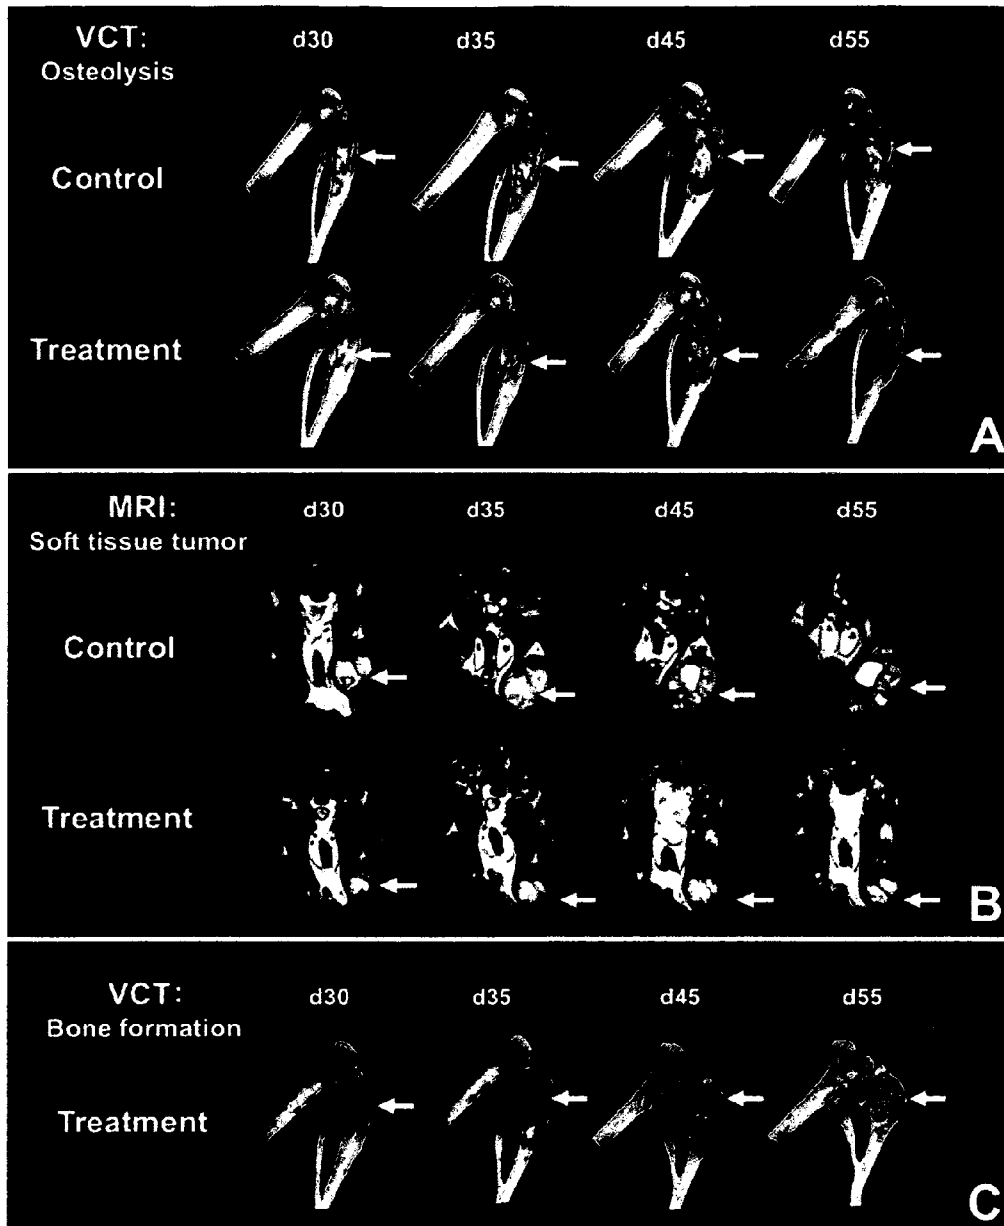 VCT: d30 d35 d45 d55
Osteolysis
Control
Treatment
A
MRI: d30 d35 d45 d55
Soft tissue tumor
Control
Treatment
B
VCT: d30 d35 d45 d55
Bone formation
Treatment
C